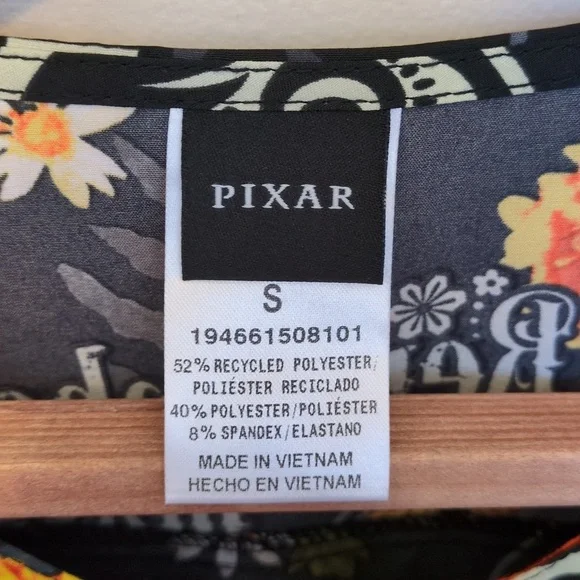 PIXAR
S
194661508101
52% RECYCLED POLYESTER/
POLIÉSTER RECICLADO
40% POLYESTER/POLIÉSTER
8% SPANDEX/ELASTANO
MADE IN VIETNAM
HECHO EN VIETNAM